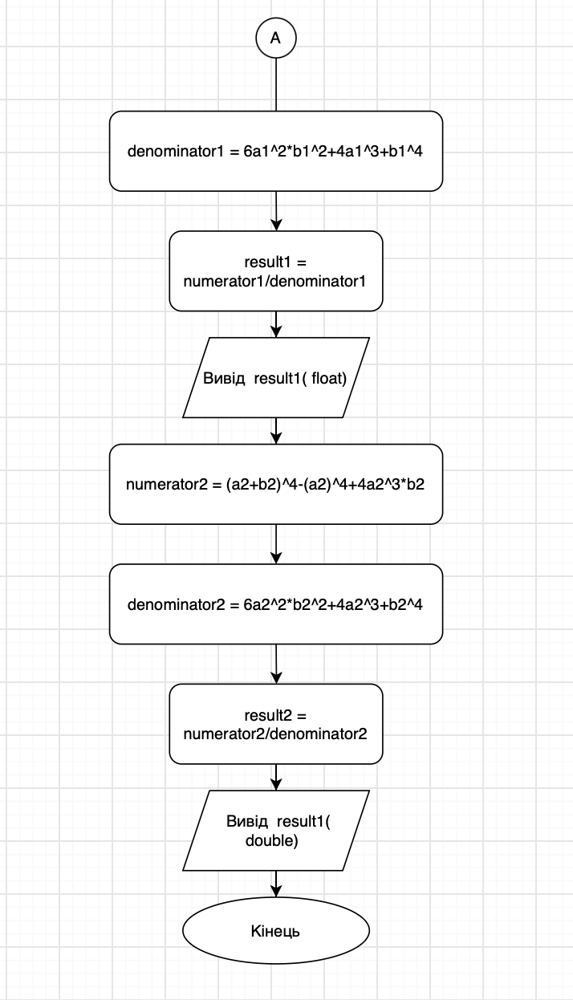 A
denominator1 = 6a1^2*b1^2+4a1^3+b1^4
result1 =
numerator1/denominator1
Вивід result1( float)
numerator2 = (a2+b2)^4-(a2)^4+4a2^3*b2
denominator2 = 6a2^2*b2^2+4a2^3+b2^4
result2 =
numerator2/denominator2
Вивід result1(
double)
Кінець